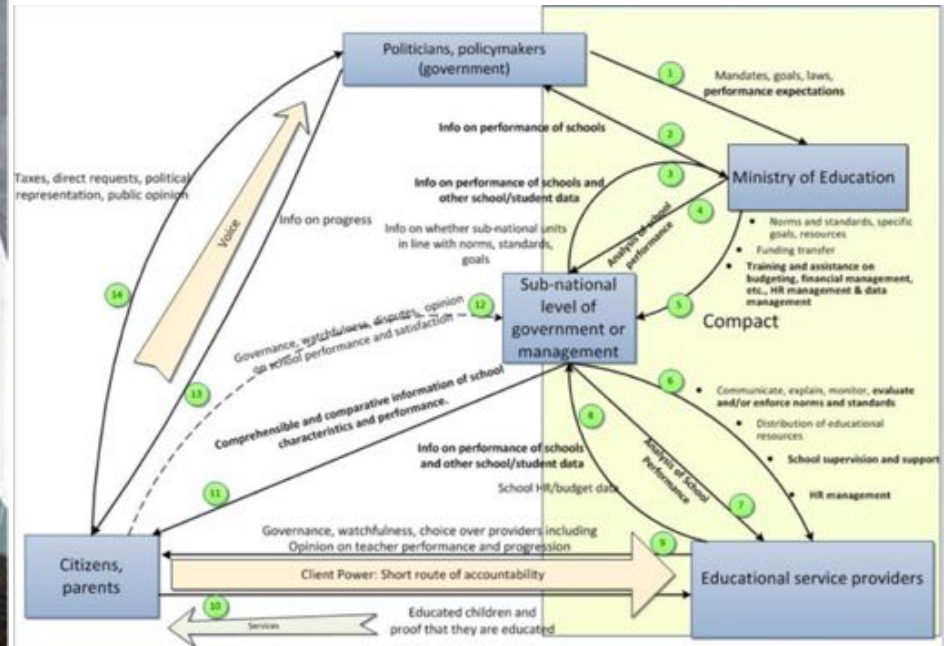 Politicians, policymakers
(government)
1
Mandates, goals, laws,
performance expectations
Info on performance of schools
2
3
Info on performance of schools and
other school/student data
Ministry of Education
Taxes, direct requests, political
representation, public opinion
Voice
Info on progress
Info on whether sub-national units
in line with norms, standards,
goals
4
Analysis of school
performance
Norms and standards, specific
goals, resources
Funding transfer
Training and assistance on
budgeting, financial management,
etc., HR management & data
management
14
12
Sub-national
level of
government or
management
5
Compact
Governance, watchfulness, disputes, opinion
on school performance and satisfaction
13
Comprehensible and comparative information of school
characteristics and performance.
6
Communicate, explain, monitor, evaluate
and/or enforce norms and standards
Distribution of educational
resources
School supervision and support
HR management
8
Info on performance of schools
and other school/student data
School HR/budget data
Analysis of School
Performance
7
11
Governance, watchfulness, choice over providers including
Opinion on teacher performance and progression
9
Citizens,
parents
Client Power: Short route of accountability
Educational service providers
10
Services
Educated children and
proof that they are educated